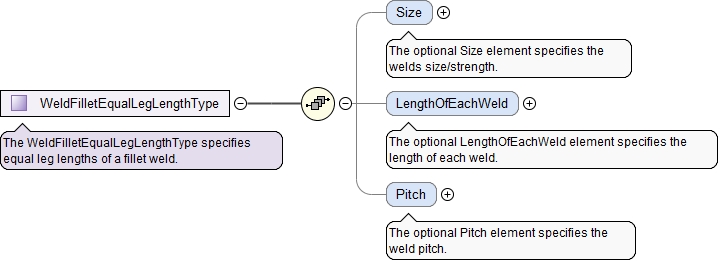 Size
The optional Size element specifies the
welds size/strength.
WeldFilletEqualLegLengthType
The WeldFilletEqualLegLengthType specifies
equal leg lengths of a fillet weld.
LengthOfEachWeld
The optional LengthOfEachWeld element specifies the
length of each weld.
Pitch
The optional Pitch element specifies the
weld pitch.